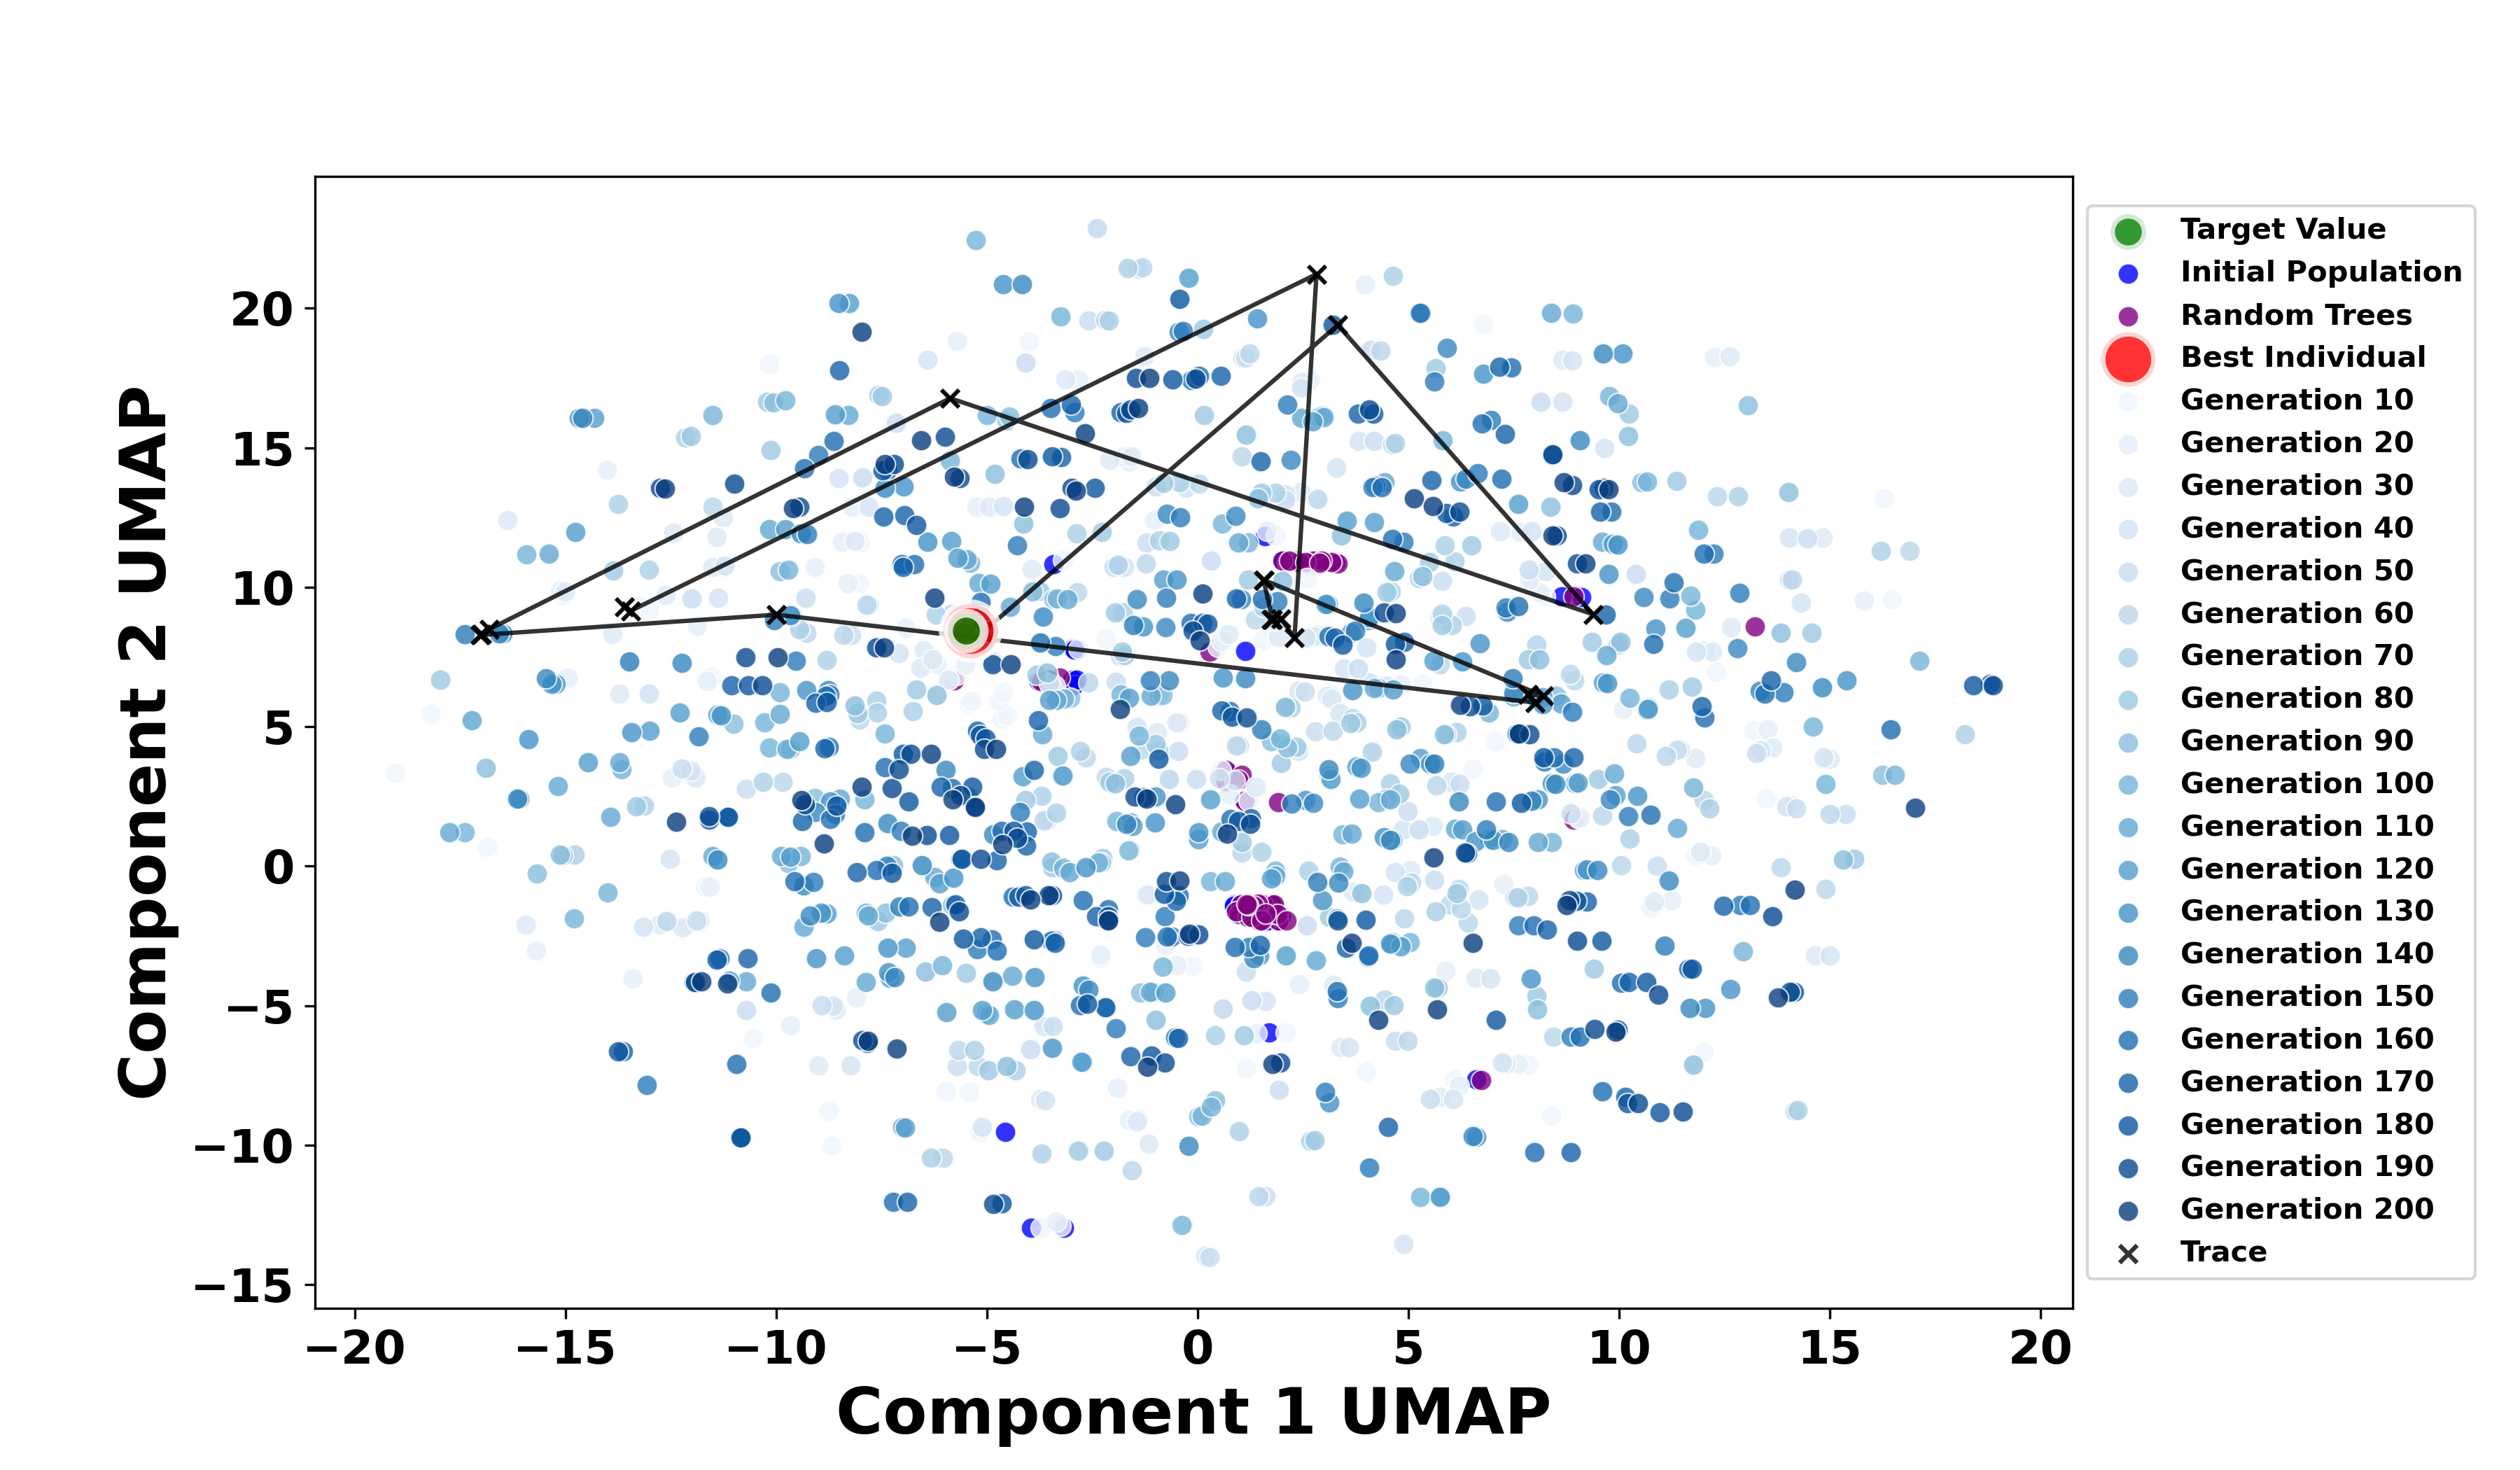 20
15
10
5
0
−5
−10
−15
Component 2 UMAP
−20
−15
−10
−5
0
5
10
15
20
Component 1 UMAP
Target Value
Initial Population
Random Trees
Best Individual
Generation 10
Generation 20
Generation 30
Generation 40
Generation 50
Generation 60
Generation 70
Generation 80
Generation 90
Generation 100
Generation 110
Generation 120
Generation 130
Generation 140
Generation 150
Generation 160
Generation 170
Generation 180
Generation 190
Generation 200
Trace